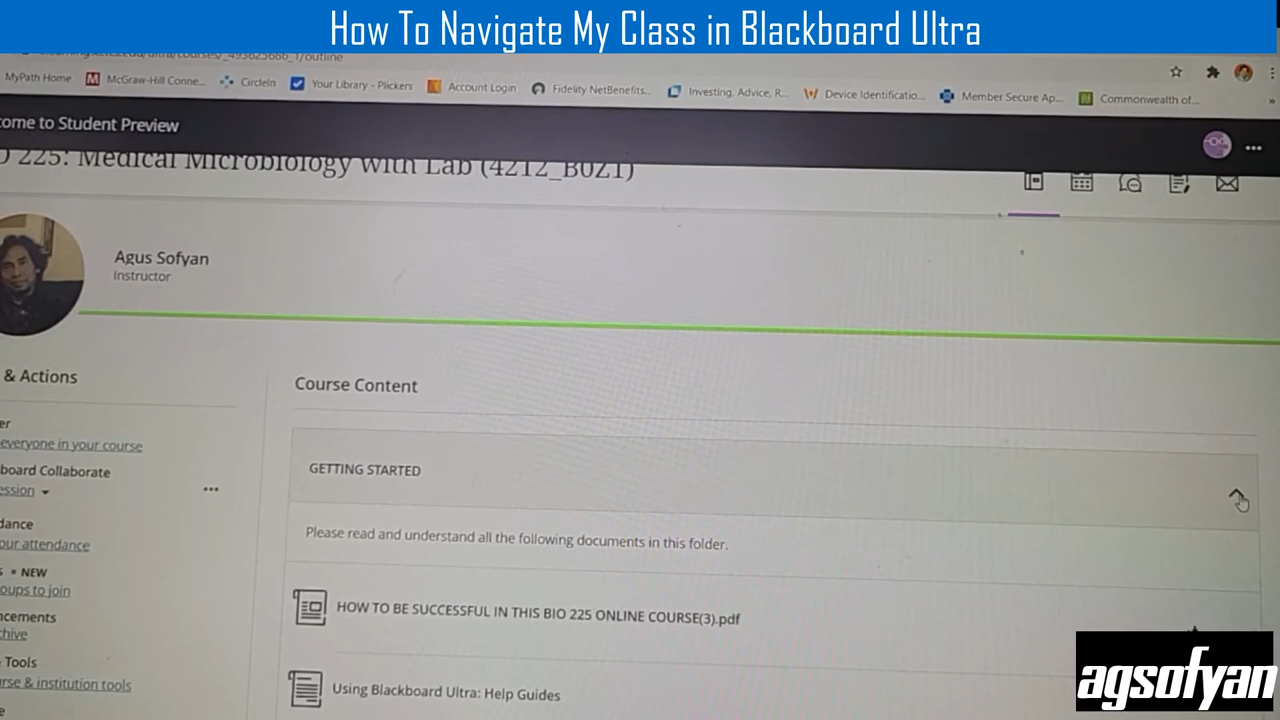 How To Navigate My Class in Blackboard Ultra
MyPath Home
McGraw-Hill Conne...
CircleIn
Your Library - Plickers
Account Login
Fidelity NetBenefits...
Investing, Advice, R...
Device Identificatio...
Member Secure Ap...
Commonwealth of...
ome to Student Preview
O 225: Medical Microbiology with Lab (4212_B0Z1)
Agus Sofyan
Instructor
& Actions
er
everyone in your course
board Collaborate
ession
dance
our attendance
s • NEW
oups to join
ncements
chive
Tools
rse & institution tools
Course Content
GETTING STARTED
Please read and understand all the following documents in this folder.
HOW TO BE SUCCESSFUL IN THIS BIO 225 ONLINE COURSE(3).pdf
Using Blackboard Ultra: Help Guides
agsofyan